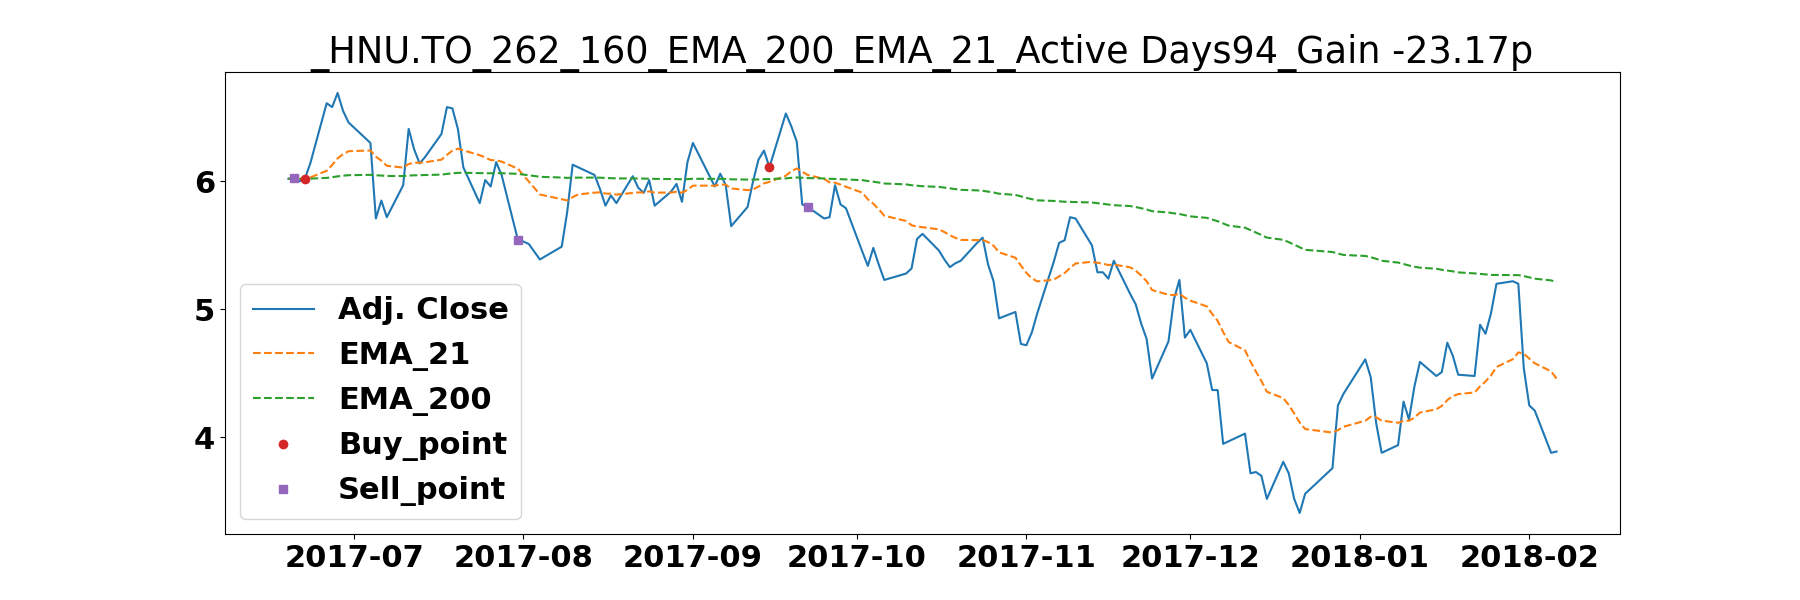 _HNU.TO_262_160_EMA_200_EMA_21_Active Days94_Gain -23.17p
6
5
4
Adj. Close
EMA_21
EMA_200
Buy_point
Sell_point
2017-07 2017-08 2017-09 2017-10 2017-11 2017-12 2018-01 2018-02